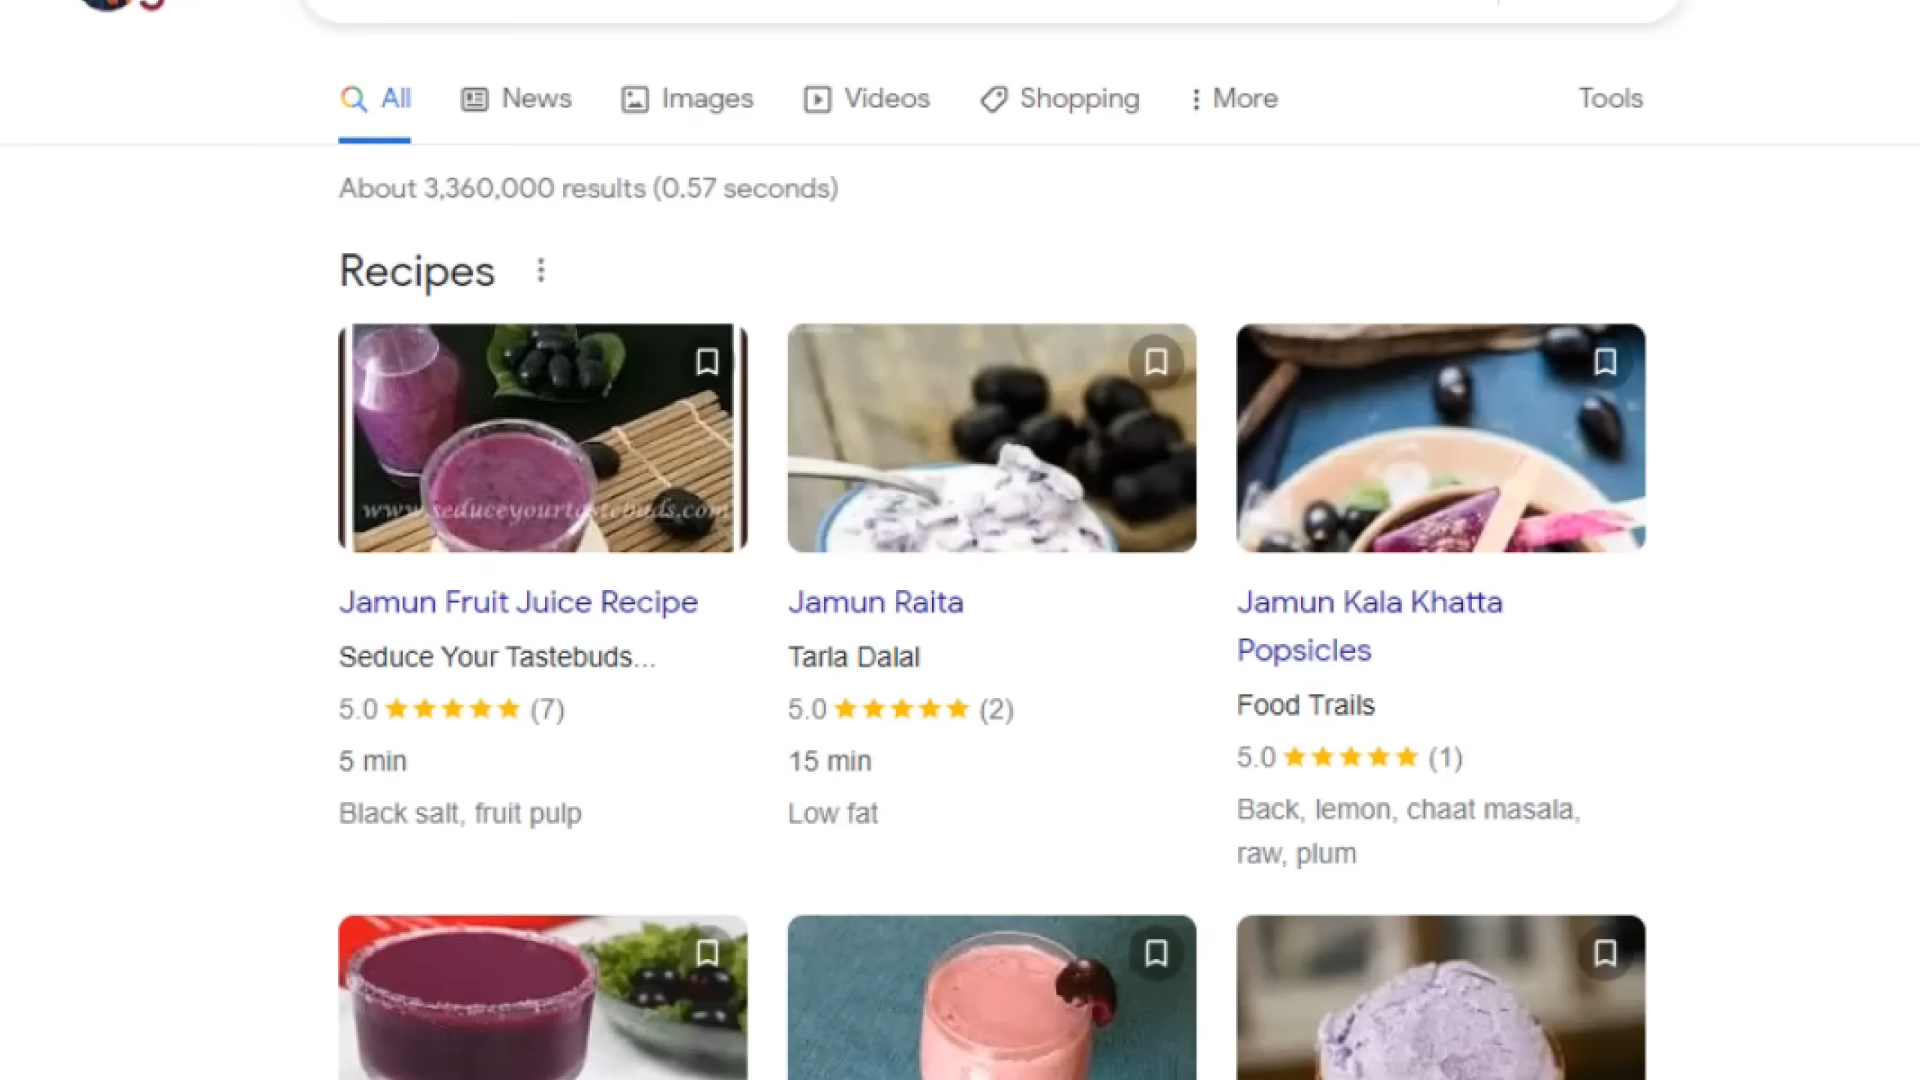 All News Images Videos Shopping More Tools
About 3,360,000 results (0.57 seconds)
Recipes
www.seduceyourtastebuds.com
Jamun Fruit Juice Recipe
Seduce Your Tastebuds...
5.0 (7)
5 min
Black salt, fruit pulp
Jamun Raita
Tarla Dalal
5.0 (2)
15 min
Low fat
Jamun Kala Khatta
Popsicles
Food Trails
5.0 (1)
Back, lemon, chaat masala,
raw, plum